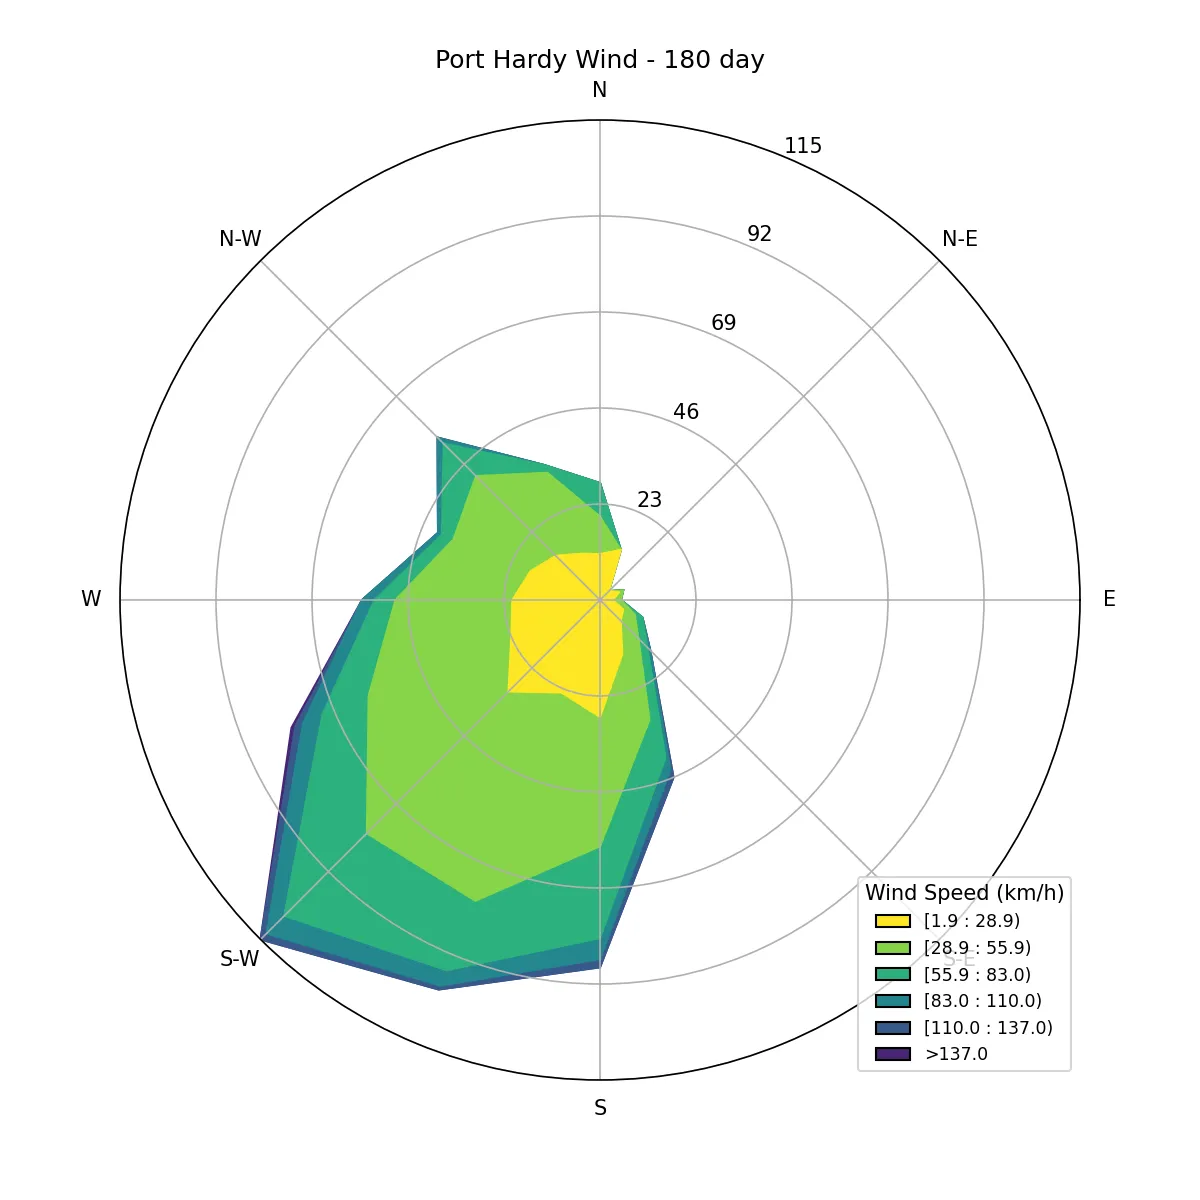 Port Hardy Wind - 180 day
N
115
N-W
92
N-E
69
46
23
W
E
Wind Speed (km/h)
[1.9 : 28.9)
[28.9 : 55.9)
S-W
S-E
[55.9 : 83.0)
[83.0 : 110.0)
[110.0 : 137.0)
>137.0
S